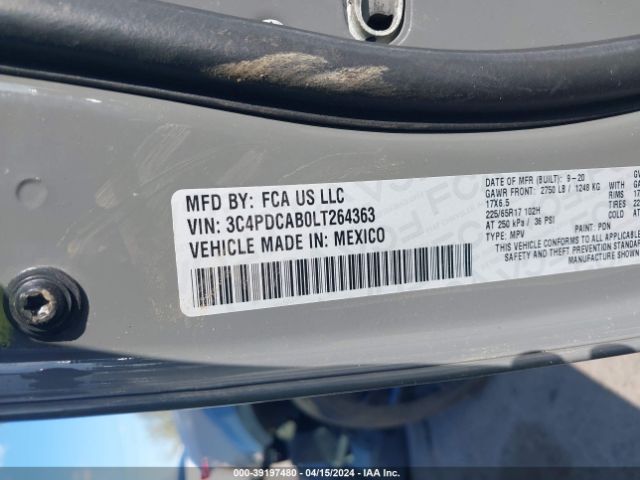 MFD BY: FCA US LLC
VIN: 3C4PDCAB0LT264363
VEHICLE MADE IN: MEXICO
DATE OF MFR (BUILT): 9-20
GAWR FRONT: 2750 LB / 1248 KG WITH
17X6.5 RIMS
225/65R17 102H TIRES
AT 250 kPa / 36 PSI COLD
TYPE: MPV PAINT: PDN
THIS VEHICLE CONFORMS TO ALL APPLICABLE
SAFETY AND THEFT PREVENTION STANDARD
MANUFACTURE SHOWN
000-39197480 - 04/15/2024 - IAA Inc.